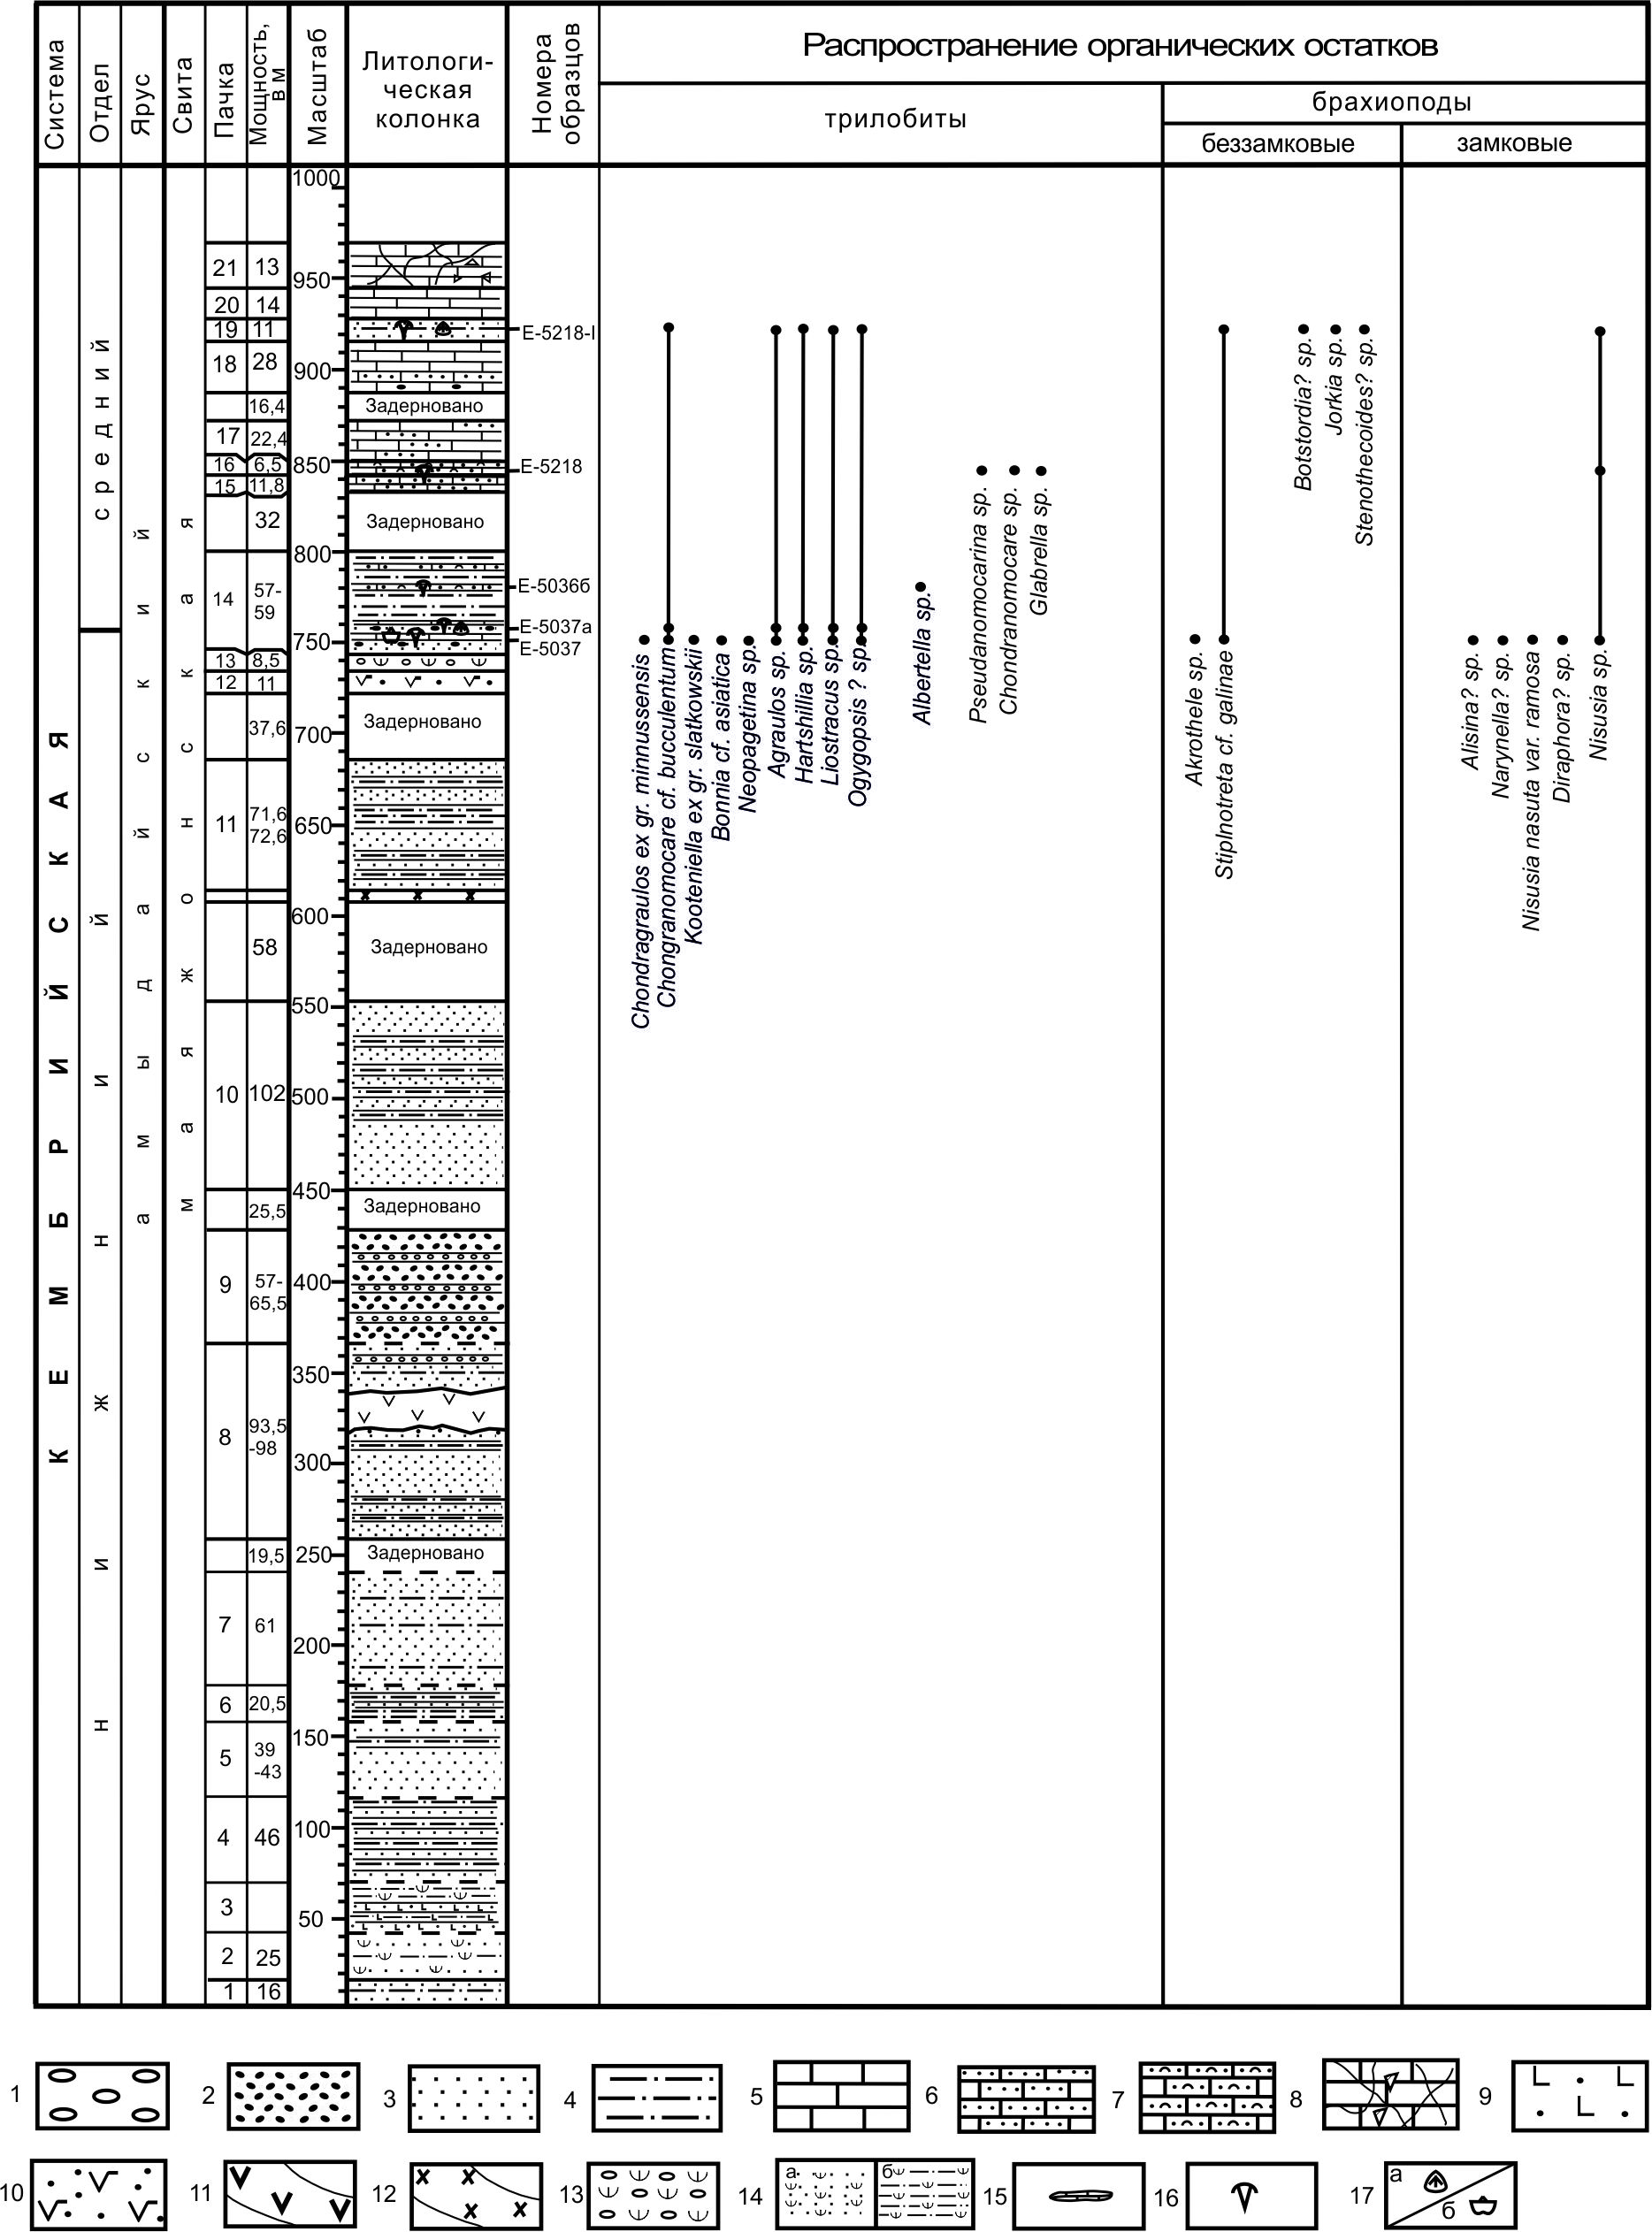 Система
Отдел
Ярус
Свита
Пачка
Мощность, в м
Масштаб
Литологи-
ческая
колонка
Номера
образцов
Распространение органических остатков
трилобиты
брахиоподы
беззамковые
замковые
КЕМБРИЙСКАЯ
средний
НИЖНИЙ
амыдайский
мажонсная
1000
21 13
950
20 14
19 11
Е-5218-I
18 28
900
16,4
Задерновано
17 22,4
16 6,5
850
Е-5218
15 11,8
32
Задерновано
800
14
57-
59
Е-5036б
Е-5037а
750
Е-5037
13 8,5
12 11
37,6
Задерновано
700
11
71,6
72,6
650
600
58
Задерновано
550
10 102
500
450
25,5
Задерновано
9
57-
65,5
400
350
8
93,5
-98
300
19,5
250
Задерновано
7 61
200
6 20,5
150
5
39
-43
100
4 46
3
50
2 25
1 16
Chondragraulos ex gr. minnussensis
Chongranomocare cf. bucculentum
Kooteniella ex gr. slatkowskii
Bonnia cf. asiatica
Neopagetina sp.
Agraulos sp.
Hartshillia sp.
Liostracus sp.
Ogygopsis ? sp.
Albertella sp.
Pseudanomocarina sp.
Chondranomocare sp.
Glabrella sp.
Akrothele sp.
Stiplnotreta cf. galinae
Botstordia? sp.
Jorkia sp.
Stenothecoides? sp.
Alisina? sp.
Narynella? sp.
Nisusia nasuta var. ramosa
Diraphora? sp.
Nisusia sp.
1
2
3
4
5
6
7
8
9
10
11
12
13
14
а
б
15
16
17
а
б